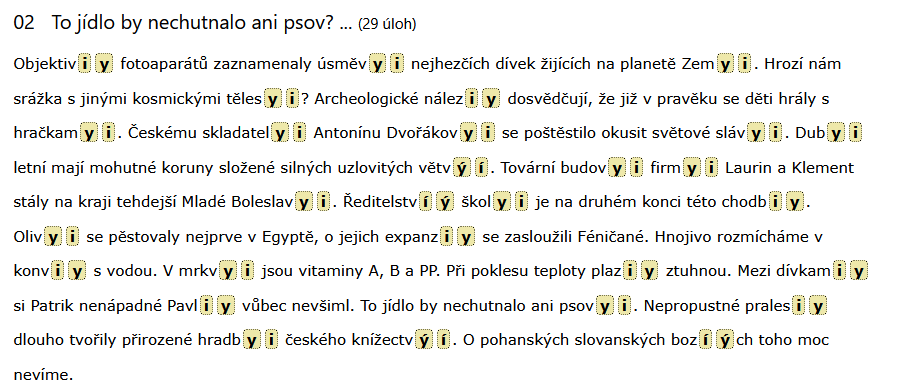 02 To jídlo by nechutnalo ani psov? ... (29 úloh)
Objektiv i y fotoaparátů zaznamenaly úsměv y i nejhezčích dívek žijících na planetě Zem y i . Hrozí nám
srážka s jinými kosmickými těles y i ? Archeologické nález i y dosvědčují, že již v pravěku se děti hrály s
hračkam y i . Českému skladatel y i Antonínu Dvořákov y i se poštěstilo okusit světové sláv y i . Dub y i
letní mají mohutné koruny složené silných uzlovitých větv ý í . Tovární budov y i firm y i Laurin a Klement
stály na kraji tehdejší Mladé Boleslav y i . Ředitelstv í ý škol y i je na druhém konci této chodb i y .
Oliv y i se pěstovaly nejprve v Egyptě, o jejich expanz i y se zasloužili Féničané. Hnojivo rozmícháme v
konv i y s vodou. V mrkv y i jsou vitaminy A, B a PP. Při poklesu teploty plaz i y ztuhnou. Mezi dívkam i y
si Patrik nenápadné Pavl i y vůbec nevšiml. To jídlo by nechutnalo ani psov y i . Nepropustné prales i y
dlouho tvořily přirozené hradb y i českého knížectv ý í . O pohanských slovanských boz í ý ch toho moc
nevíme.